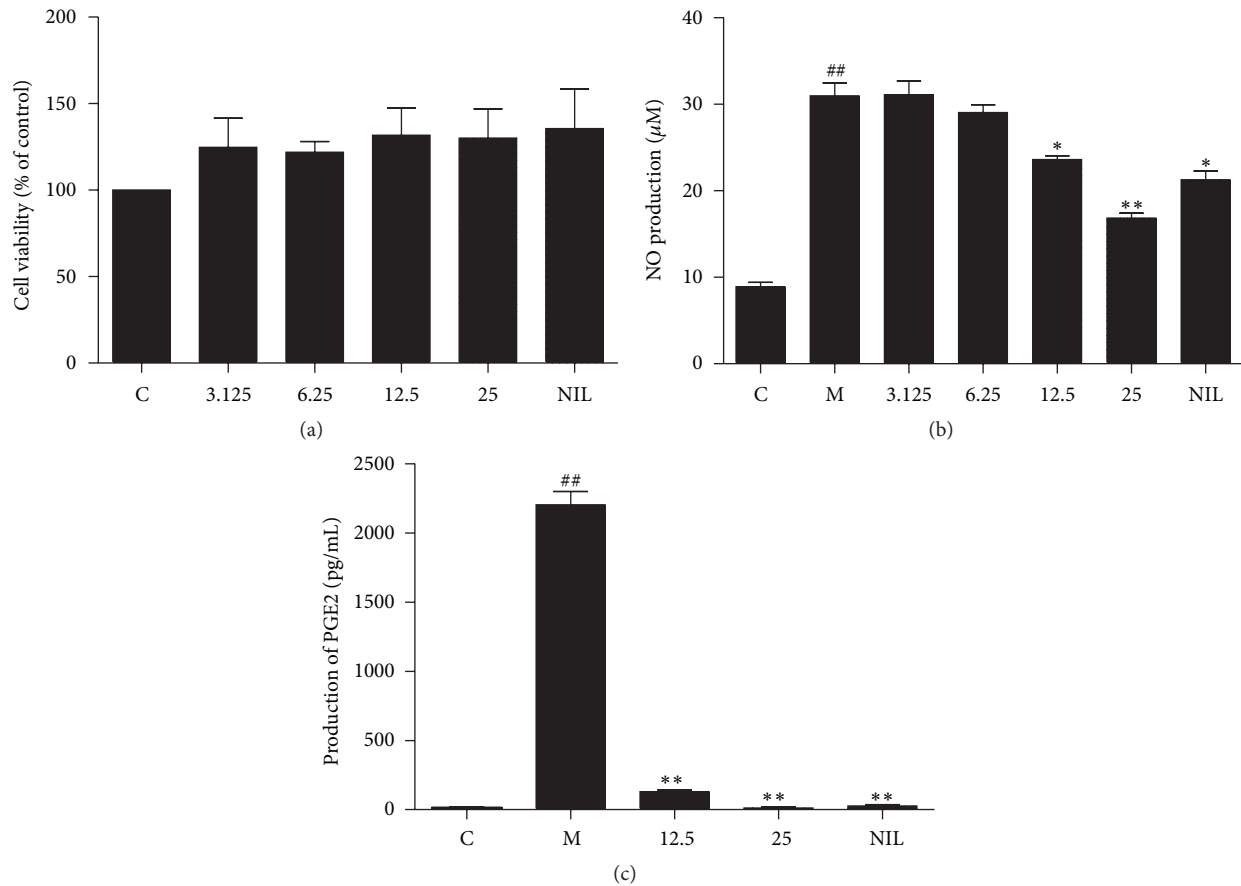 200
150
100
50
0
Cell viability (% of control)
C 3.125 6.25 12.5 25 NIL
(a)
40
30
20
10
0
NO production (μM)
##
*
**
*
C M 3.125 6.25 12.5 25 NIL
(b)
2500
2000
1500
1000
500
0
Production of PGE2 (pg/mL)
##
** ** **
C M 12.5 25 NIL
(c)